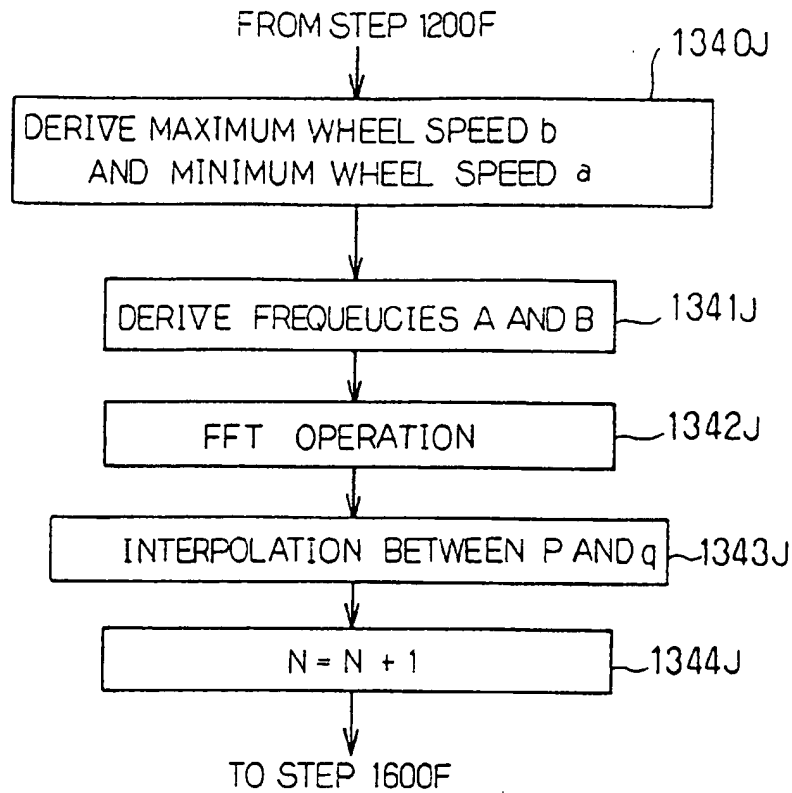 FROM STEP 1200F
1340J
DERIVE MAXIMUM WHEEL SPEED b
AND MINIMUM WHEEL SPEED a
DERIVE FREQUEUCIES A AND B
1341J
FFT OPERATION
1342J
INTERPOLATION BETWEEN P AND q
1343J
N = N + 1
1344J
TO STEP 1600F